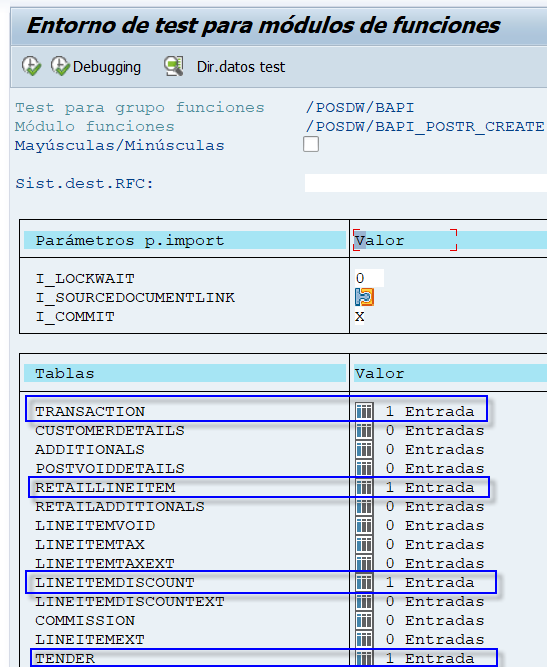 Entorno de test para módulos de funciones
Debugging Dir.datos test
Test para grupo funciones /POSDW/BAPI
Módulo funciones /POSDW/BAPI_POSTR_CREATE
Mayúsculas/Minúsculas
Sist.dest.RFC:
Parámetros p.import Valor
I_LOCKWAIT 0
I_SOURCEDOCUMENTLINK
I_COMMIT X
Tablas Valor
TRANSACTION 1 Entrada
CUSTOMERDETAILS 0 Entradas
ADDITIONALS 0 Entradas
POSTVOIDDETAILS 0 Entradas
RETAILLINEITEM 1 Entrada
RETAILADDITIONALS 0 Entradas
LINEITEMVOID 0 Entradas
LINEITEMTAX 0 Entradas
LINEITEMTAXEXT 0 Entradas
LINEITEMDISCOUNT 1 Entrada
LINEITEMDISCOUNTEXT 0 Entradas
COMMISSION 0 Entradas
LINEITEMEXT 0 Entradas
TENDER 1 Entrada